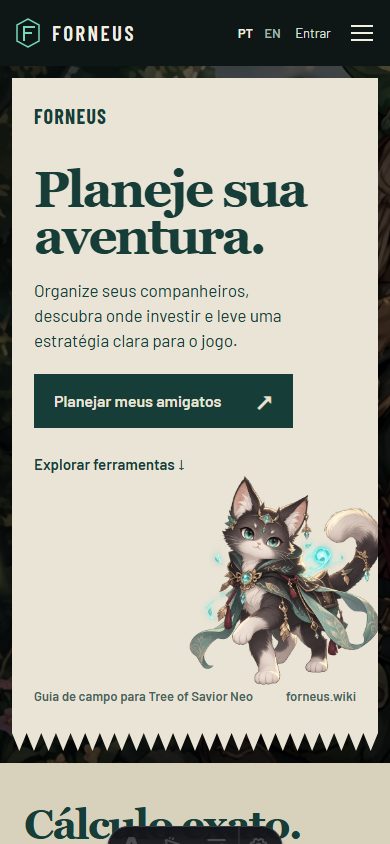 FORNEUS
PT EN Entrar
FORNEUS
Planeje sua
aventura.
Organize seus companheiros,
descubra onde investir e leve uma
estratégia clara para o jogo.
Planejar meus amigatos ↗
Explorar ferramentas ↓
Guia de campo para Tree of Savior Neo forneus.wiki
Cálculo exato.